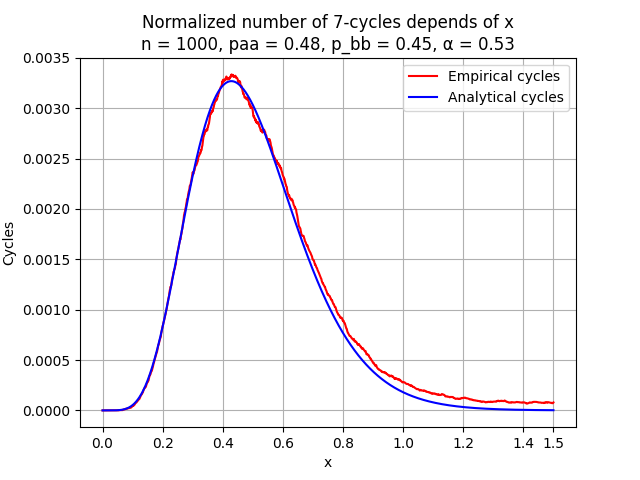 Normalized number of 7-cycles depends of x
n = 1000, paa = 0.48, p_bb = 0.45, α = 0.53
Empirical cycles
Analytical cycles
Cycles
0.0035
0.0030
0.0025
0.0020
0.0015
0.0010
0.0005
0.0000
0.0 0.2 0.4 0.6 0.8 1.0 1.2 1.4 1.5
x